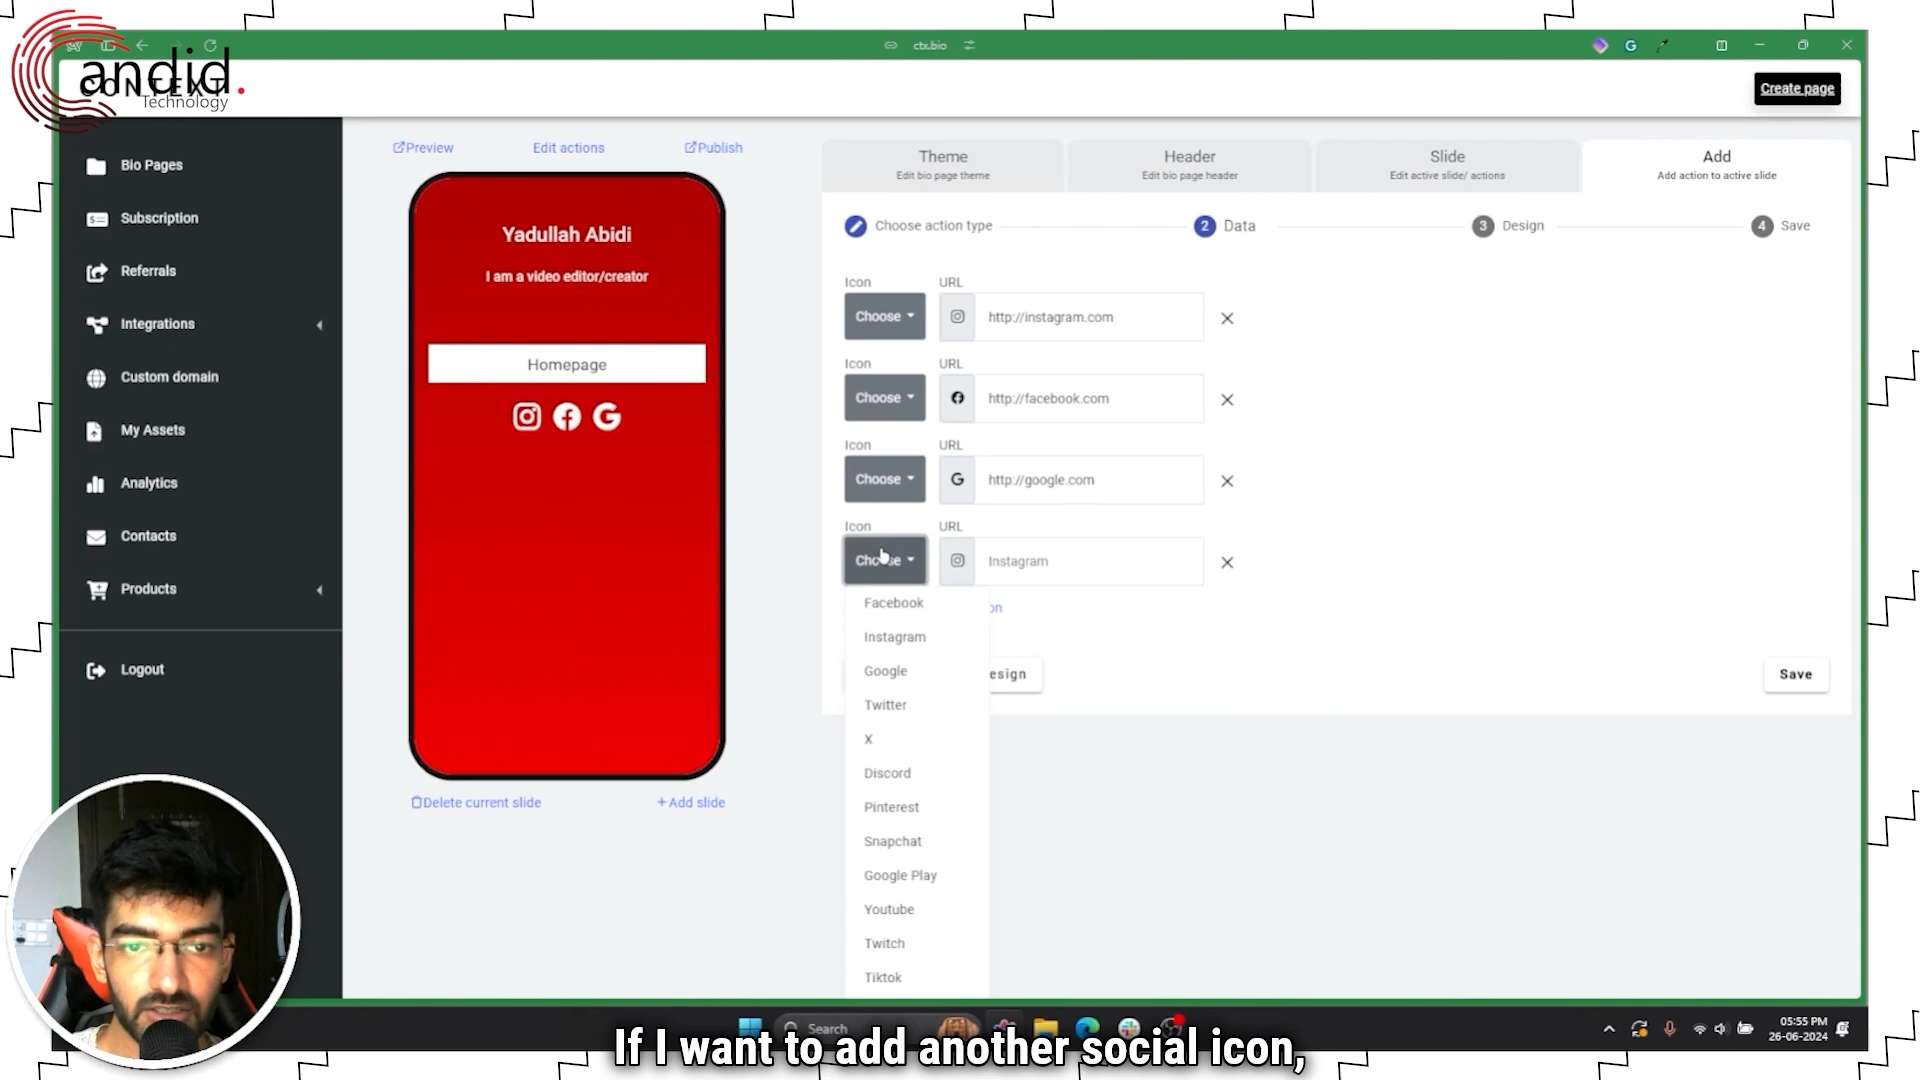 andid.
CONTEXT
Technology
ctx.bio
G
Create page
Bio Pages
Subscription
Referrals
Integrations
Custom domain
My Assets
Analytics
Contacts
Products
Logout
Preview
Edit actions
Publish
Yadullah Abidi
I am a video editor/creator
Homepage
Delete current slide
+ Add slide
Theme
Edit bio page theme
Header
Edit bio page header
Slide
Edit active slide/ actions
Add
Add action to active slide
Choose action type
2 Data
3 Design
4 Save
Icon URL
Choose http://instagram.com
Icon URL
Choose http://facebook.com
Icon URL
Choose G http://google.com
Icon URL
Choose Instagram
on
esign
Save
Facebook
Instagram
Google
Twitter
X
Discord
Pinterest
Snapchat
Google Play
Youtube
Twitch
Tiktok
Search
05:55 PM
26-06-2024
If I want to add another social icon,